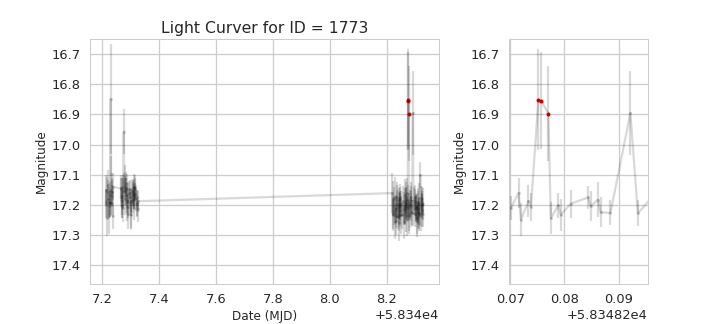 Light Curver for ID = 1773
16.7
16.8
16.9
17.0
17.1
17.2
17.3
17.4
Magnitude
7.2 7.4 7.6 7.8 8.0 8.2
Date (MJD) +5.834e4
16.7
16.8
16.9
17.0
17.1
17.2
17.3
17.4
Magnitude
0.07 0.08 0.09
+5.83482e4